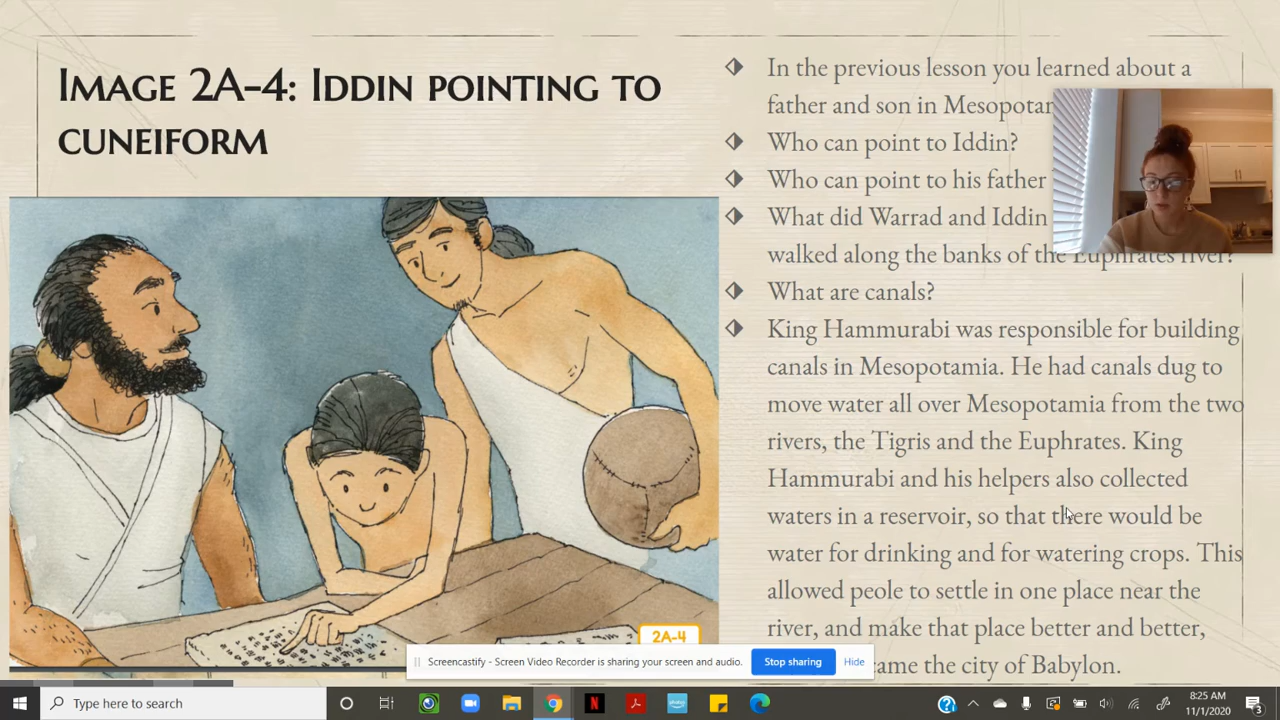 Image 2A-4: Iddin pointing to
cuneiform
In the previous lesson you learned about a
father and son in
Who can point to Iddin?
Who can point to his father
What did Warrad and Iddin
walked along the banks of the Euphrates river?
What are canals?
King Hammurabi was responsible for building
canals in Mesopotamia. He had canals dug to
move water all over Mesopotamia from the two
rivers, the Tigris and the Euphrates. King
Hammurabi and his helpers also collected
waters in a reservoir, so that there would be
water for drinking and for watering crops. This
allowed peole to settle in one place near the
river, and make that place better and better,
the city of Babylon.
2A-4
Screencastify - Screen Video Recorder is sharing your screen and audio.
Stop sharing
Hide
Type here to search
8:25 AM
11/1/2020
3